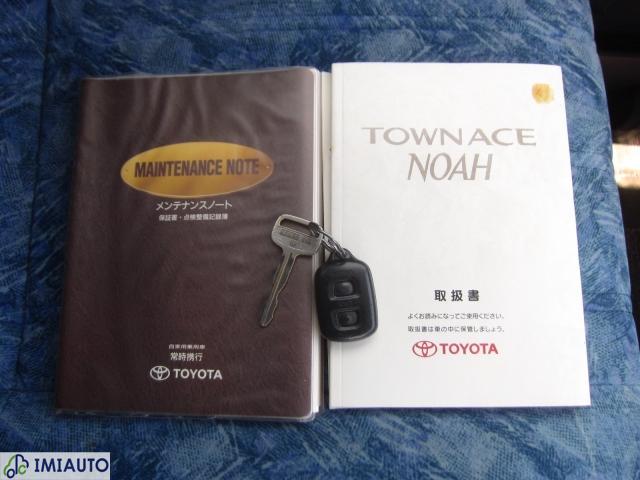 MAINTENANCE NOTE
メンテナンスノート
保証書・点検整備記録簿
自家用乗用車
常時携行
TOYOTA
TOWN ACE
NOAH
取扱書
よくお読みになってご使用ください。
取扱書は車の中に保管しましょう。
TOYOTA
IMIAUTO